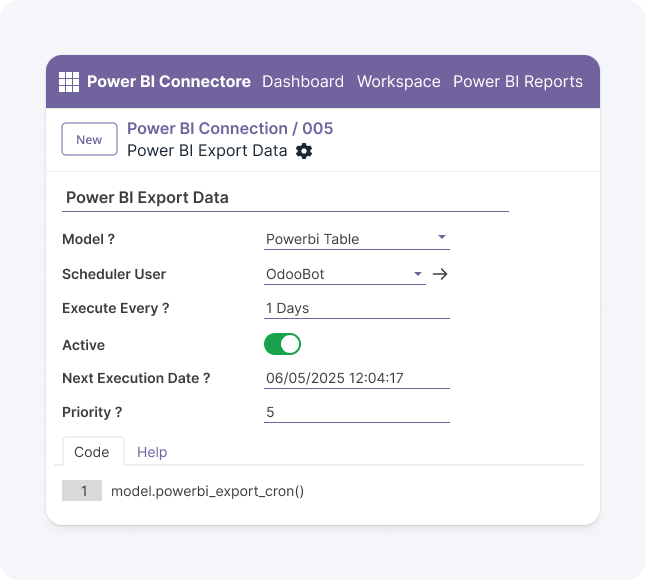 Power BI Connectore Dashboard Workspace Power BI Reports
New
Power BI Connection / 005
Power BI Export Data
Power BI Export Data
Model ? Powerbi Table
Scheduler User OdooBot
Execute Every ? 1 Days
Active
Next Execution Date ? 06/05/2025 12:04:17
Priority ? 5
Code Help
1 model.powerbi_export_cron()